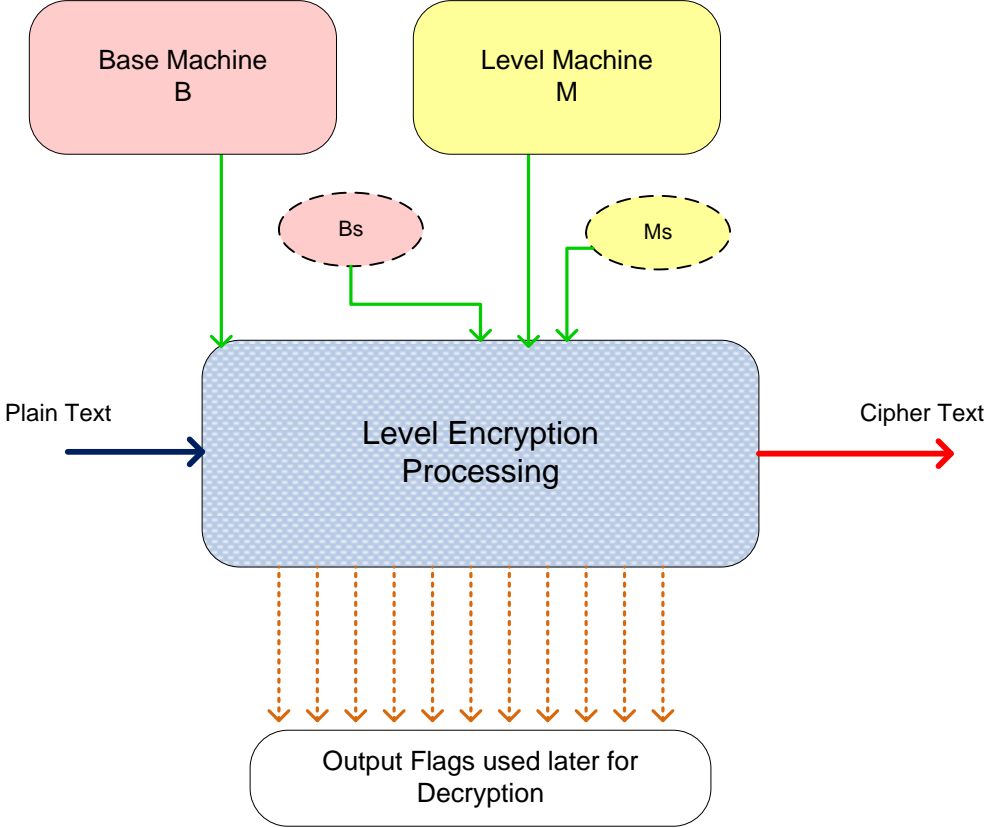 Base Machine
B
Level Machine
M
Bs
Ms
Plain Text
Cipher Text
Level Encryption
Processing
Output Flags used later for
Decryption